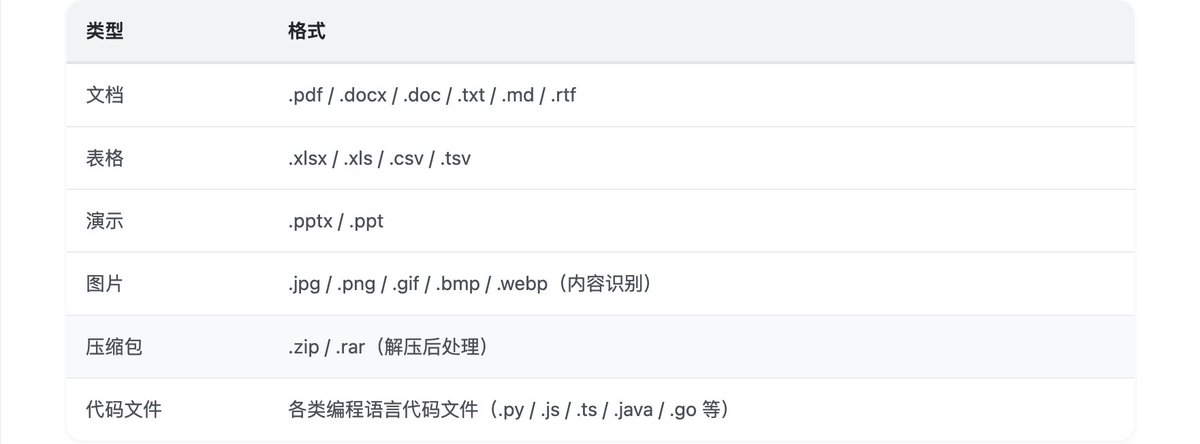 类型 格式
文档 .pdf / .docx / .doc / .txt / .md / .rtf
表格 .xlsx / .xls / .csv / .tsv
演示 .pptx / .ppt
图片 .jpg / .png / .gif / .bmp / .webp（内容识别）
压缩包 .zip / .rar（解压后处理）
代码文件 各类编程语言代码文件（.py / .js / .ts / .java / .go 等）